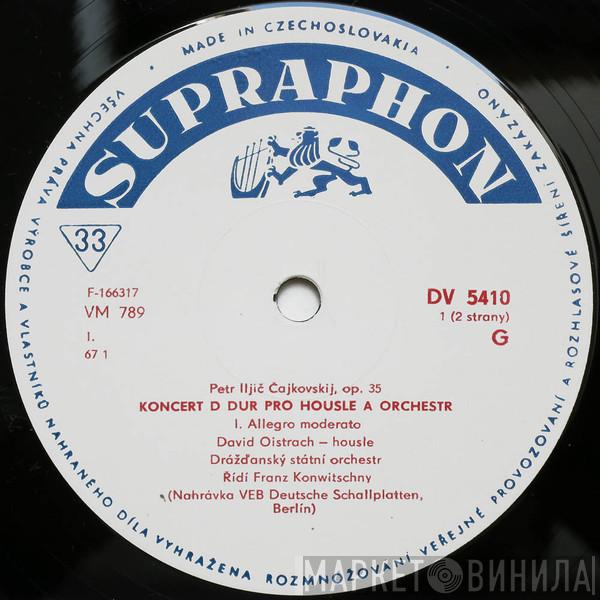 MADE IN CZECHOSLOVAKIA
SUPRAPHON
VŠECHNA PRÁVA VÝROBCE A VLASTNÍKŮ NAHRANÉHO DÍLA VYHRAŽENA ROZMNOŽOVÁNÍ VEŘEJNÉ PROVOZOVÁNÍ A ROZHLASOVÉ ŠÍŘENÍ ZAKÁZÁNO
33
F-166317
VM 789
I.
67 1
DV 5410
1 (2 strany)
G
Petr Iljič Čajkovskij, op. 35
KONCERT D DUR PRO HOUSLE A ORCHESTR
I. Allegro moderato
David Oistrach – housle
Drážďanský státní orchestr
Řídí Franz Konwitschny
(Nahrávka VEB Deutsche Schallplatten,
Berlín)
МАРКЕТ ВИНИЛА